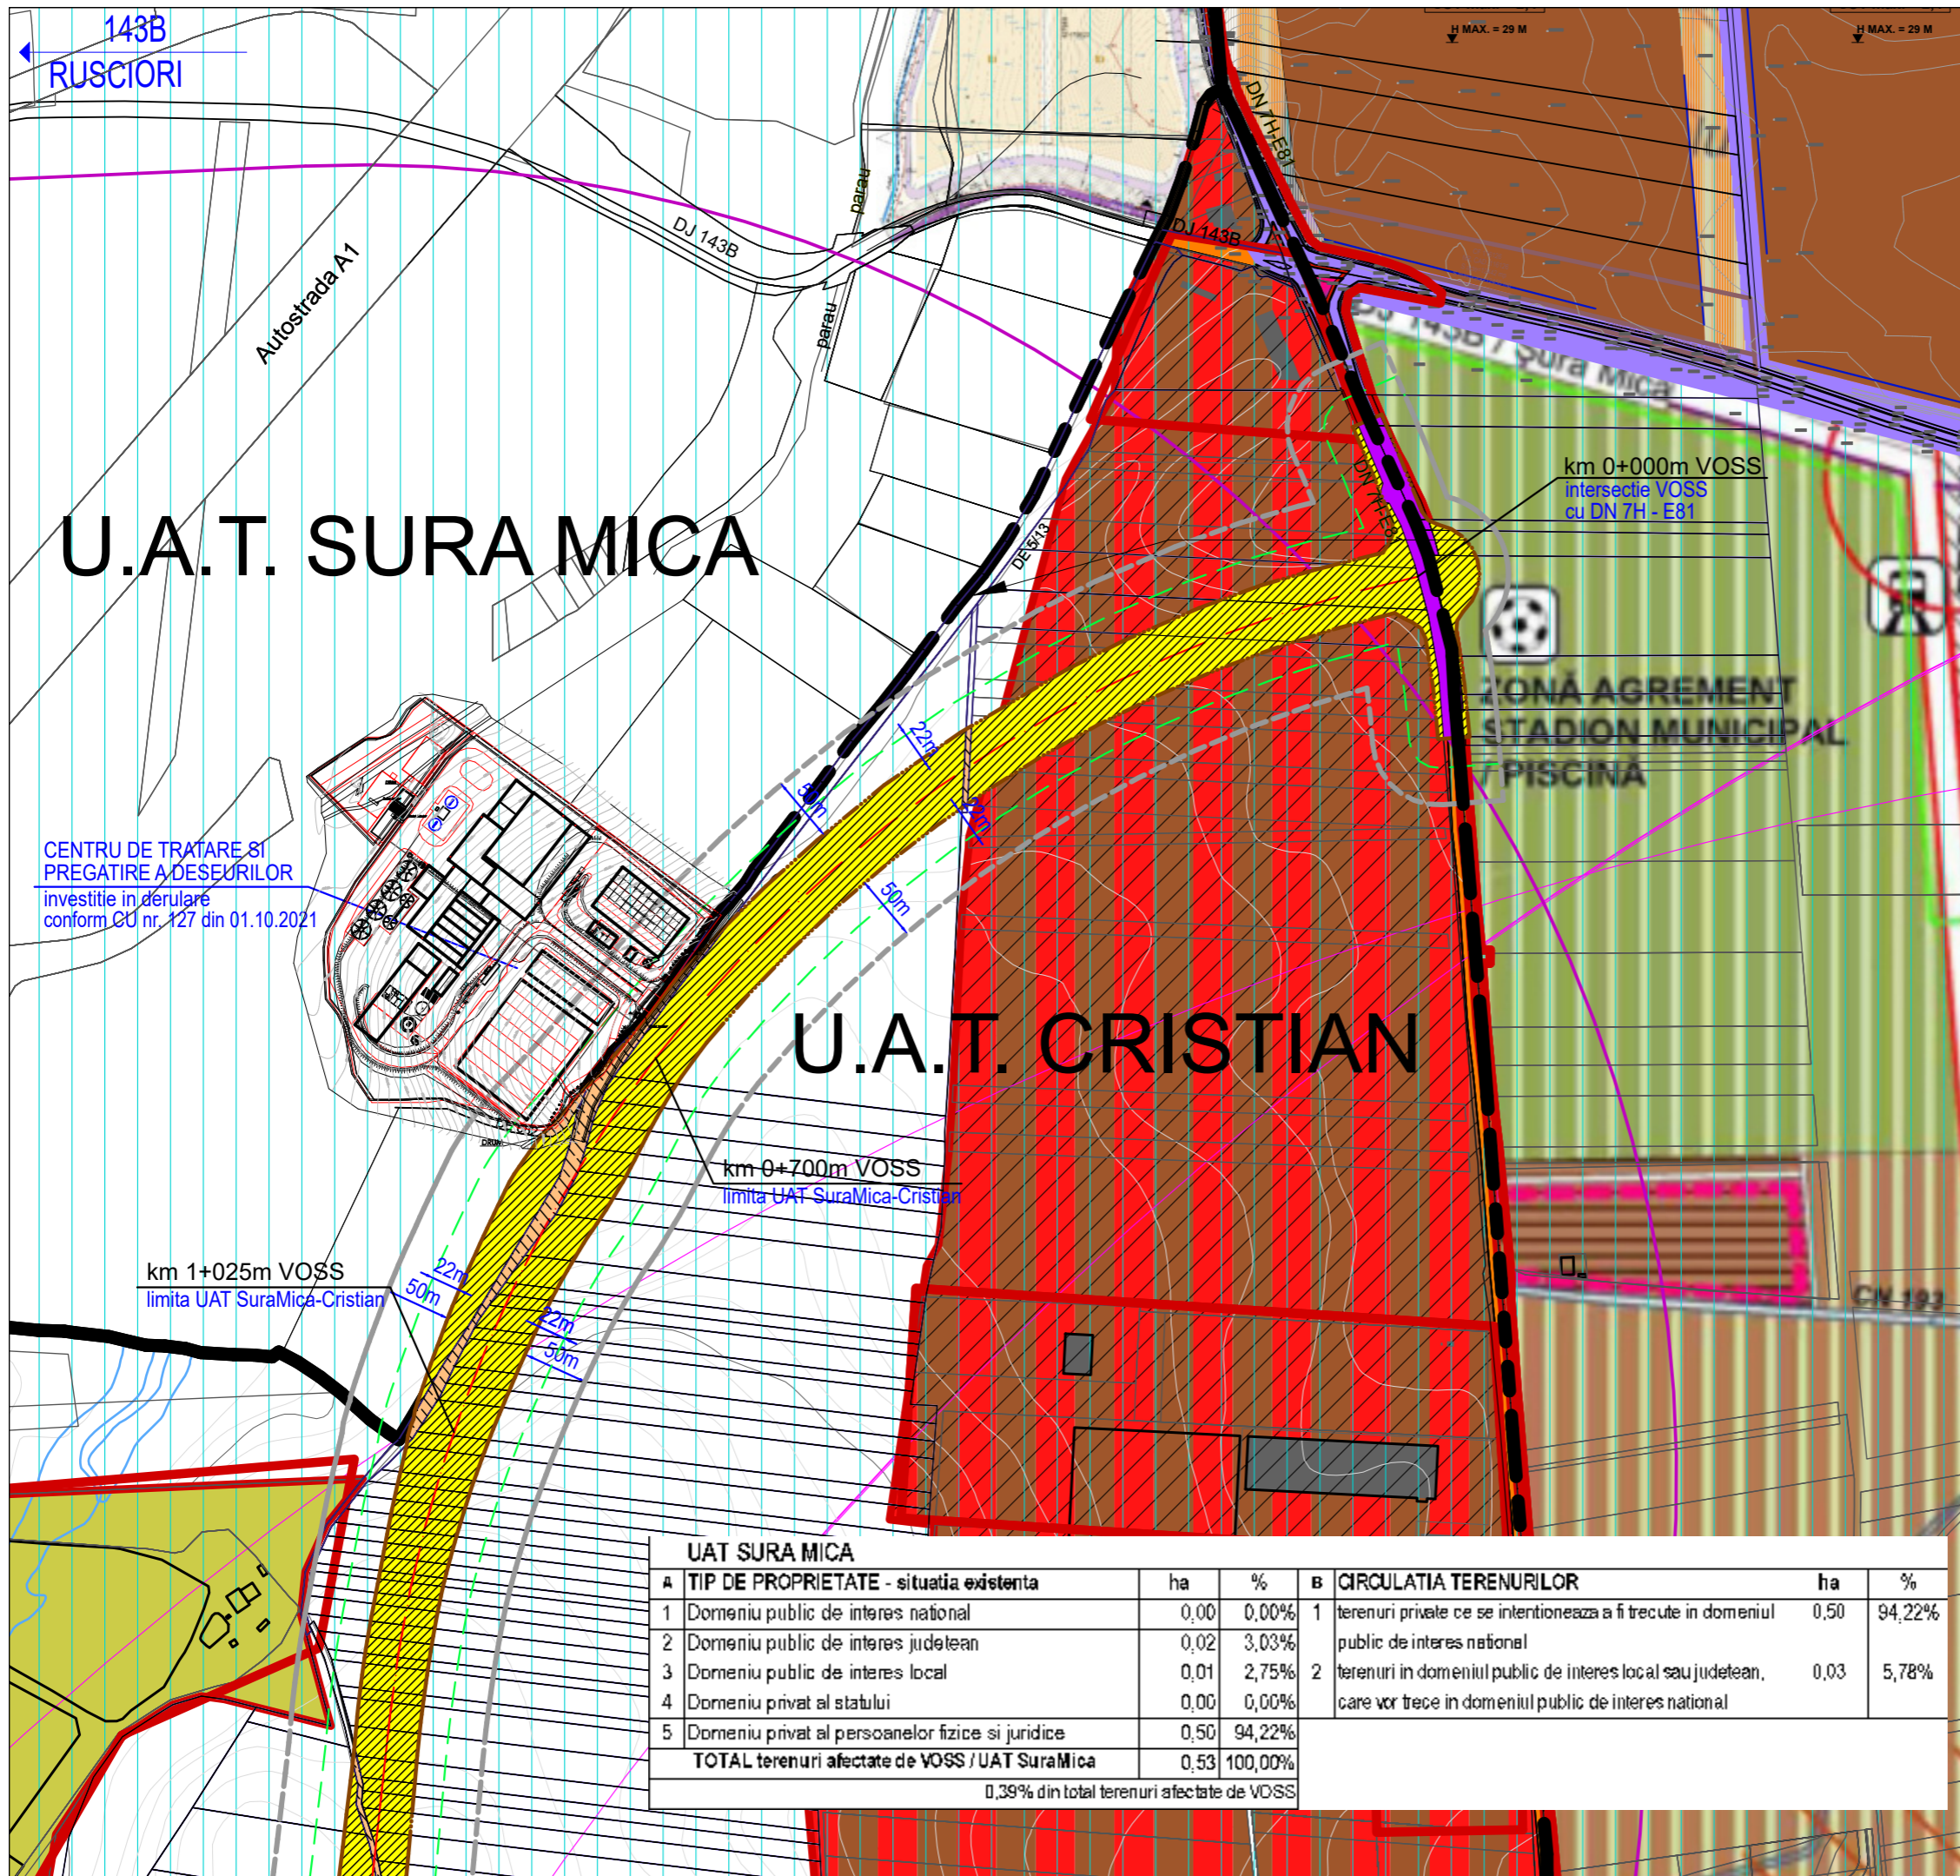 143B
RUSCIORI
H MAX. = 29 M
H MAX. = 29 M
DN 7H-E81
parau
DJ 143B
DJ 143B
Autostrada A1
parau
DJ 143B / Şura Mică
km 0+000m VOSS
intersectie VOSS
cu DN 7H - E81
DN 7H-E81
U.A.T. SURA MICA
DE 5/13
ZONĂ AGREMENT
STADION MUNICIPAL
/ PISCINĂ
22m
50m
22m
50m
CENTRU DE TRATARE SI
PREGATIRE A DESEURILOR
investitie in derulare
conform CU nr. 127 din 01.10.2021
U.A.T. CRISTIAN
DRUM
km 0+700m VOSS
limita UAT SuraMica-Cristian
km 1+025m VOSS
limita UAT SuraMica-Cristian
22m
50m
22m
50m
CN 193
UAT SURA MICA
A TIP DE PROPRIETATE - situatia existenta ha % B CIRCULATIA TERENURILOR ha %
1 Domeniu public de interes national 0,00 0,00% 1 terenuri private ce se intentioneaza a fi trecute in domeniul 0,50 94,22%
2 Domeniu public de interes judetean 0,02 3,03% public de interes national
3 Domeniu public de interes local 0,01 2,75% 2 terenuri in domeniul public de interes local sau judetean, 0,03 5,78%
4 Domeniu privat al statului 0,00 0,00% care vor trece in domeniul public de interes national
5 Domeniu privat al persoanelor fizice si juridice 0,50 94,22%
TOTAL terenuri afectate de VOSS / UAT SuraMica 0,53 100,00%
0,39% din total terenuri afectate de VOSS